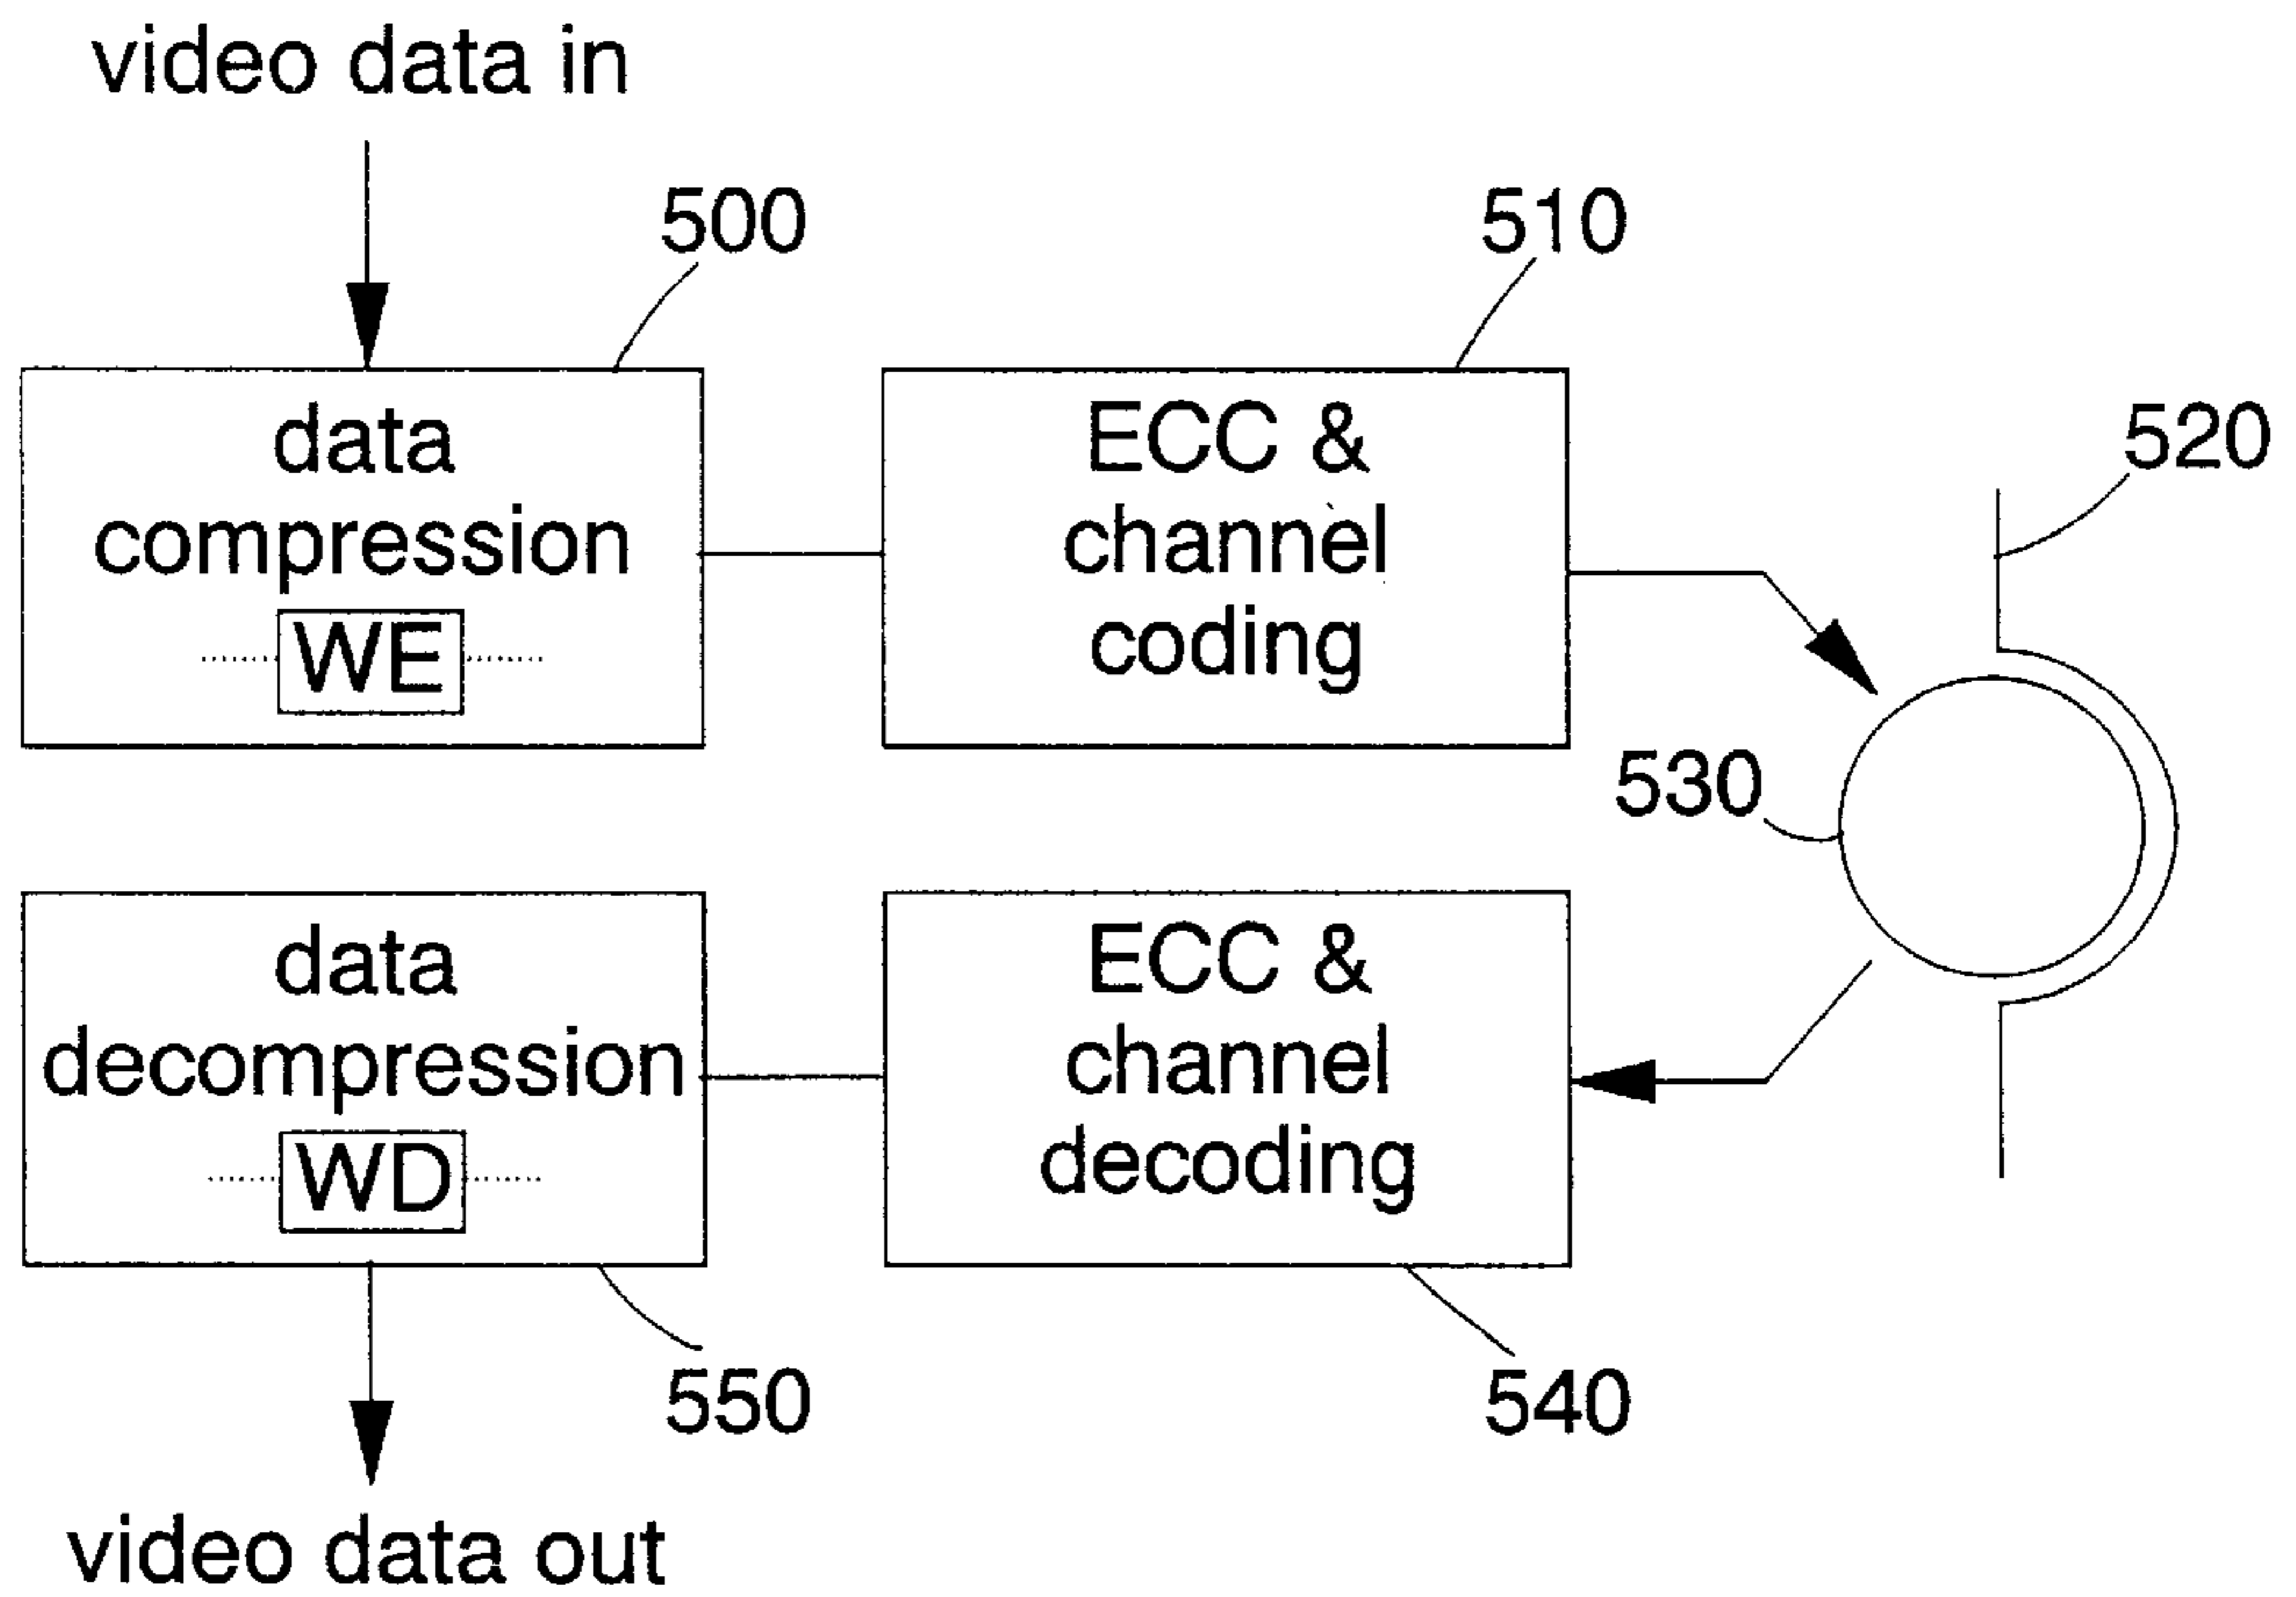 video data in
500
510
520
data
compression
WE
ECC &
channel
coding
530
data
decompression
WD
ECC &
channel
decoding
550
540
video data out